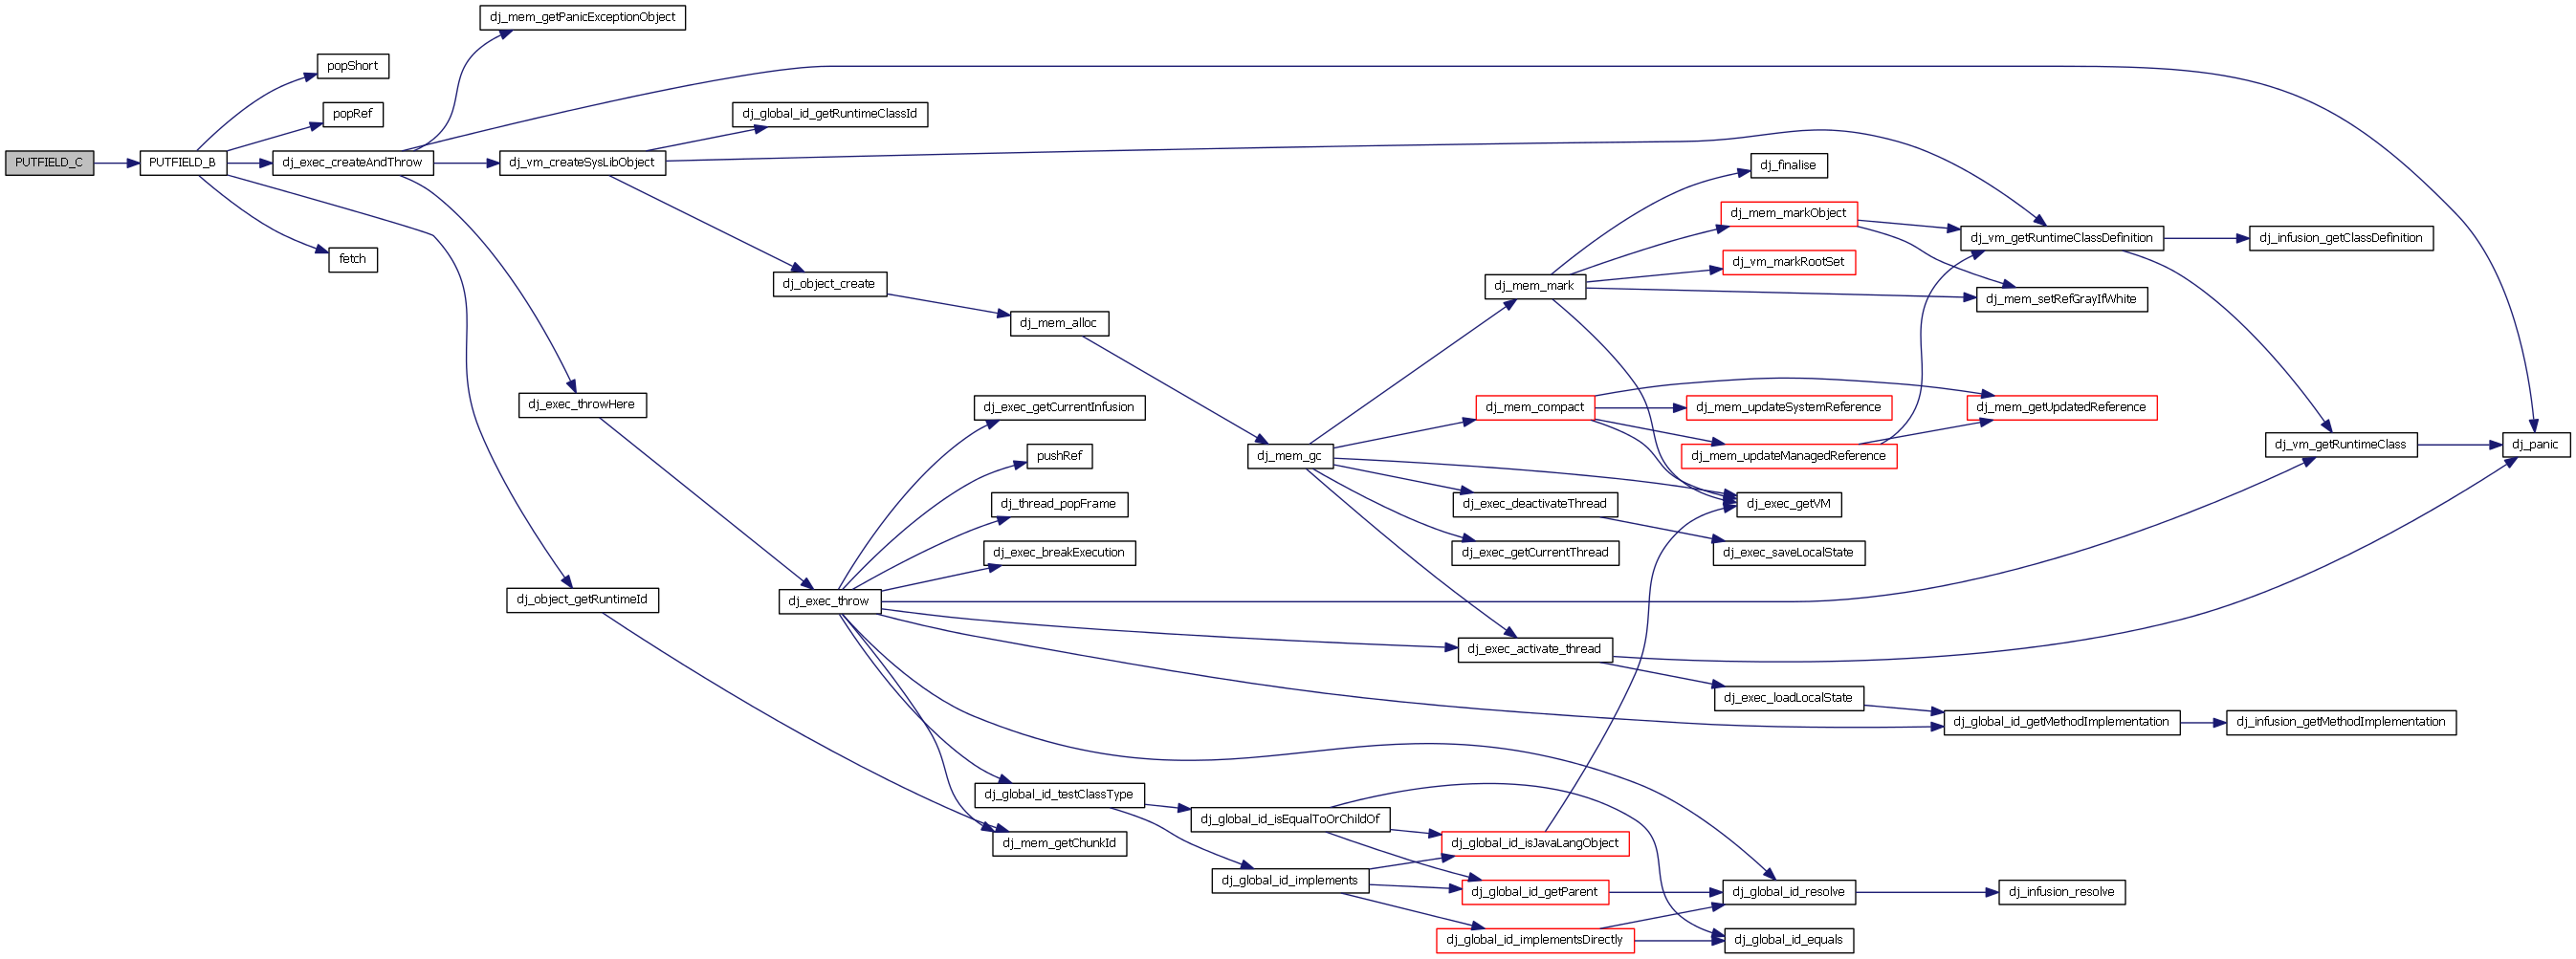 dj_mem_getPanicExceptionObject
popShort
popRef
dj_global_id_getRuntimeClassId
PUTFIELD_C
PUTFIELD_B
dj_exec_createAndThrow
dj_vm_createSysLibObject
dj_finalise
dj_mem_markObject
dj_vm_getRuntimeClassDefinition
dj_infusion_getClassDefinition
fetch
dj_vm_markRootSet
dj_object_create
dj_mem_mark
dj_mem_setRefGrayIfWhite
dj_mem_alloc
dj_exec_throwHere
dj_exec_getCurrentInfusion
dj_mem_compact
dj_mem_updateSystemReference
dj_mem_getUpdatedReference
dj_vm_getRuntimeClass
dj_panic
pushRef
dj_mem_gc
dj_mem_updateManagedReference
dj_thread_popFrame
dj_exec_deactivateThread
dj_exec_getVM
dj_exec_breakExecution
dj_exec_getCurrentThread
dj_exec_saveLocalState
dj_object_getRuntimeId
dj_exec_throw
dj_exec_activate_thread
dj_exec_loadLocalState
dj_global_id_getMethodImplementation
dj_infusion_getMethodImplementation
dj_global_id_testClassType
dj_global_id_isEqualToOrChildOf
dj_mem_getChunkId
dj_global_id_isJavaLangObject
dj_global_id_implements
dj_global_id_getParent
dj_global_id_resolve
dj_infusion_resolve
dj_global_id_implementsDirectly
dj_global_id_equals